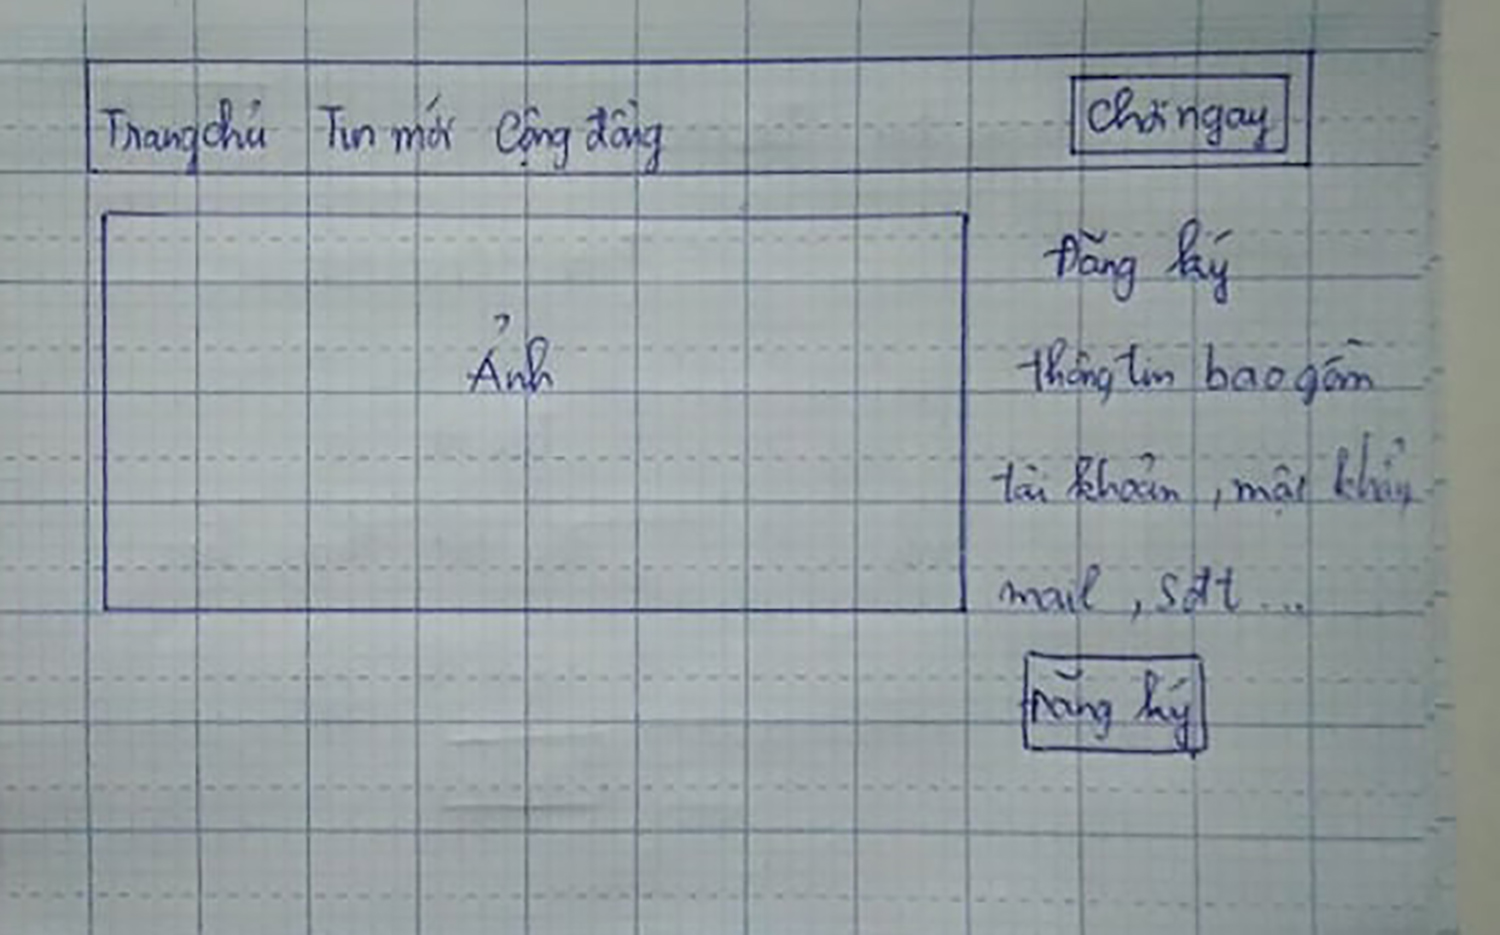 Trang chủ Tin mới Cộng đồng Chơi ngay
Ảnh
Đăng ký
thông tin bao gồm
tài khoản, mật khẩu
mail, sđt ...
Đăng ký